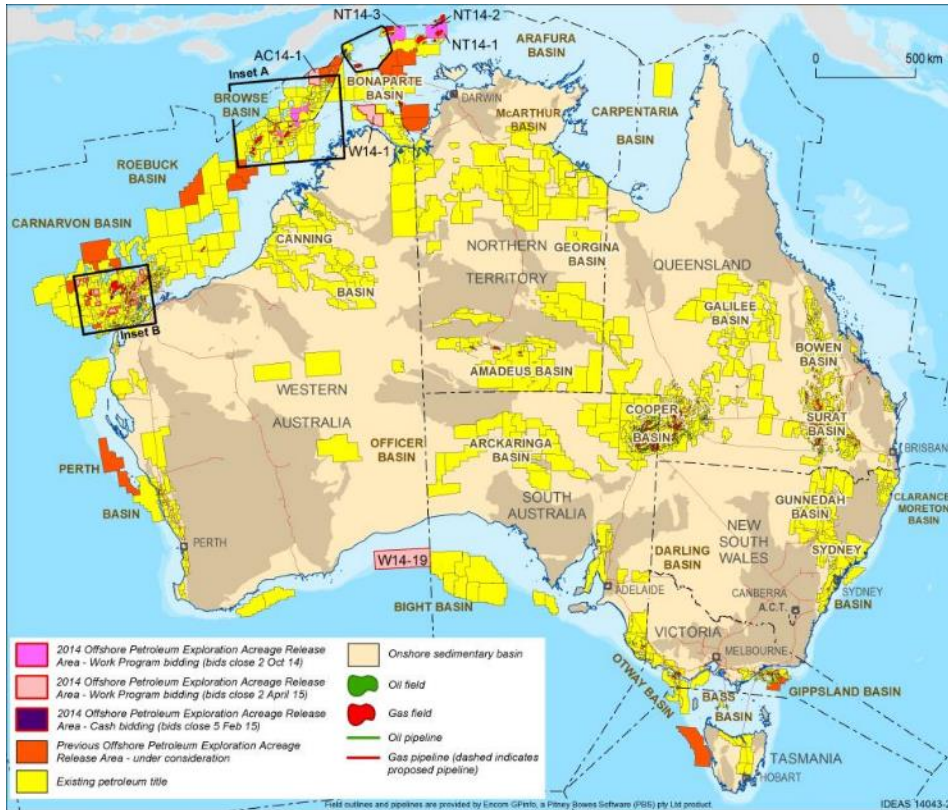 NT14-3
NT14-2
NT14-1
AC14-1
ARAFURA
BASIN
0 500 km
Inset A
BROWSE
BASIN
BONAPARTE
BASIN
DARWIN
McARTHUR
BASIN
CARPENTARIA
BASIN
W14-1
ROEBUCK
BASIN
CARNARVON BASIN
CANNING
BASIN
NORTHERN
TERRITORY
GEORGINA
BASIN
QUEENSLAND
GALILEE
BASIN
Inset B
BOWEN
BASIN
AMADEUS BASIN
WESTERN
AUSTRALIA
COOPER
BASIN
SURAT
BASIN
OFFICER
BASIN
ARCKARINGA
BASIN
BRISBANE
PERTH
BASIN
SOUTH
AUSTRALIA
GUNNEDAH
BASIN
CLARANCE
MORETON
BASIN
NEW
SOUTH
WALES
PERTH
W14-19
DARLING
BASIN
SYDNEY
BASIN
SYDNEY
ADELAIDE
CANBERRA
A.C.T.
BIGHT BASIN
VICTORIA
MELBOURNE
OTWAY BASIN
BASS
BASIN
GIPPSLAND BASIN
TASMANIA
HOBART
2014 Offshore Petroleum Exploration Acreage Release
Area - Work Program bidding (bids close 2 Oct 14)
2014 Offshore Petroleum Exploration Acreage Release
Area - Work Program bidding (bids close 2 April 15)
2014 Offshore Petroleum Exploration Acreage Release
Area - Cash bidding (bids close 5 Feb 15)
Previous Offshore Petroleum Exploration Acreage
Release Area - under consideration
Existing petroleum title
Onshore sedimentary basin
Oil field
Gas field
Oil pipeline
Gas pipeline (dashed indicates
proposed pipeline)
Field outlines and pipelines are provided by Encom GPinfo, a Pitney Bowes Software (PBS) pty Ltd product.
IDEAS 14043-